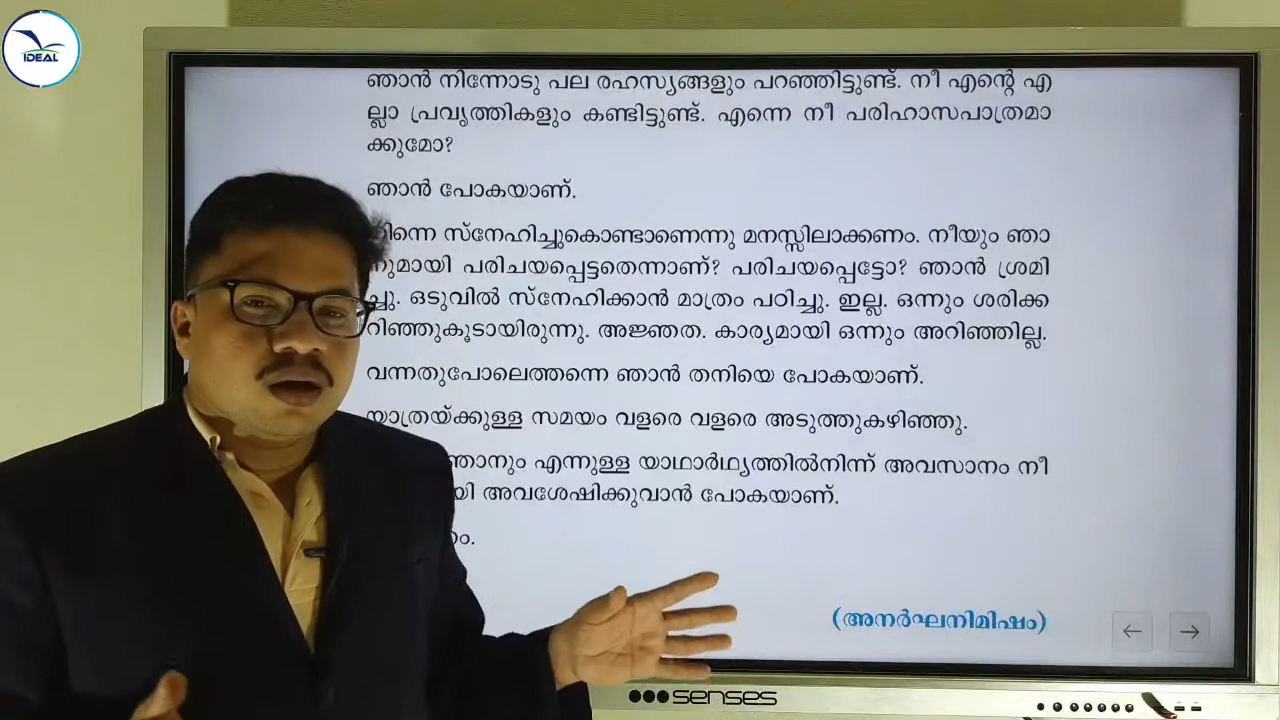 IDEAL
ഞാൻ നിന്നോടു പല രഹസ്യങ്ങളും പറഞ്ഞിട്ടുണ്ട്. നീ എന്റെ എ
ല്ലാ പ്രവൃത്തികളും കണ്ടിട്ടുണ്ട്. എന്നെ നീ പരിഹാസപാത്രമാ
ക്കുമോ?
ഞാൻ പോകയാണ്.
സ്നേഹിച്ചുകൊണ്ടാണെന്നു മനസ്സിലാക്കണം. നീയും ഞാ
നുമായി പരിചയപ്പെട്ടതെന്നാണ്? പരിചയപ്പെട്ടോ? ഞാൻ ശ്രമി
ച്ചു. ഒടുവിൽ സ്നേഹിക്കാൻ മാത്രം പഠിച്ചു. ഇല്ല. ഒന്നും ശരിക്ക
റിഞ്ഞുകൂടായിരുന്നു. അജ്ഞത. കാര്യമായി ഒന്നും അറിഞ്ഞില്ല.
വന്നതുപോലെത്തന്നെ ഞാൻ തനിയെ പോകയാണ്.
യാത്രയ്ക്കുള്ള സമയം വളരെ വളരെ അടുത്തുകഴിഞ്ഞു.
ഞാനും എന്നുള്ള യാഥാർഥ്യത്തിൽനിന്ന് അവസാനം നീ
അവശേഷിക്കുവാൻ പോകയാണ്.
(അനർഘനിമിഷം)
senses